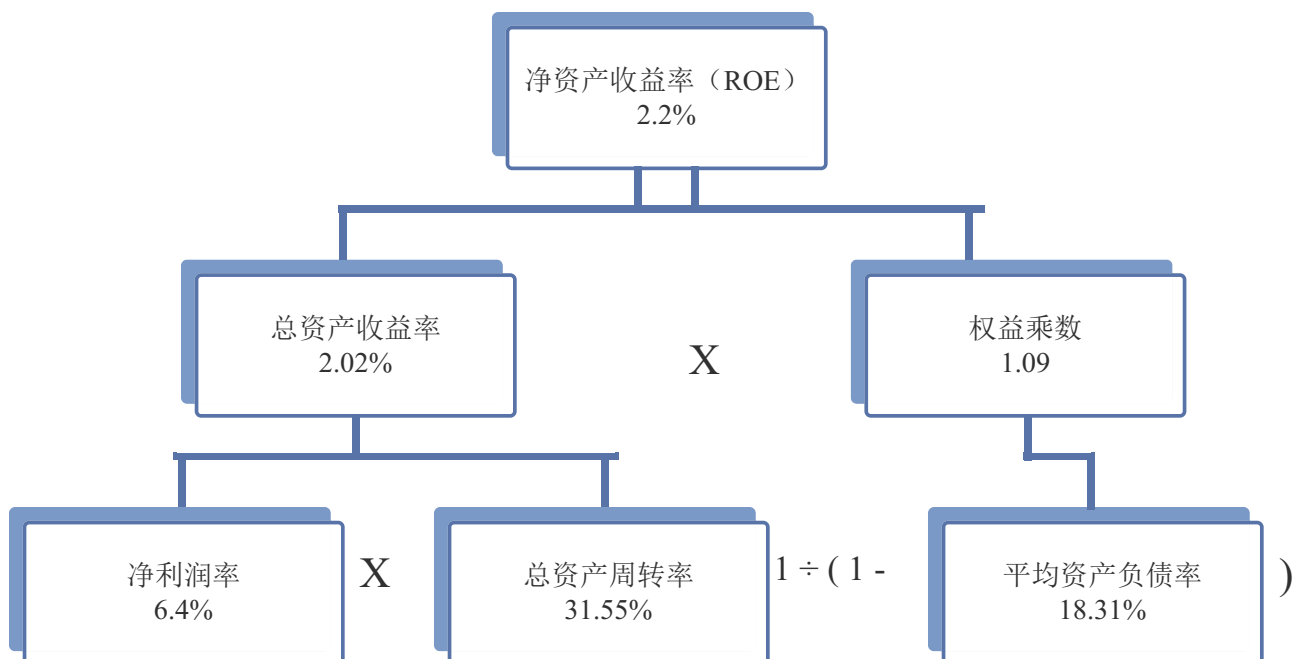 净资产收益率（ROE）
2.2%
总资产收益率
2.02%
X
权益乘数
1.09
净利润率
6.4%
X
总资产周转率
31.55%
1 ÷ ( 1 -
平均资产负债率
18.31%
)